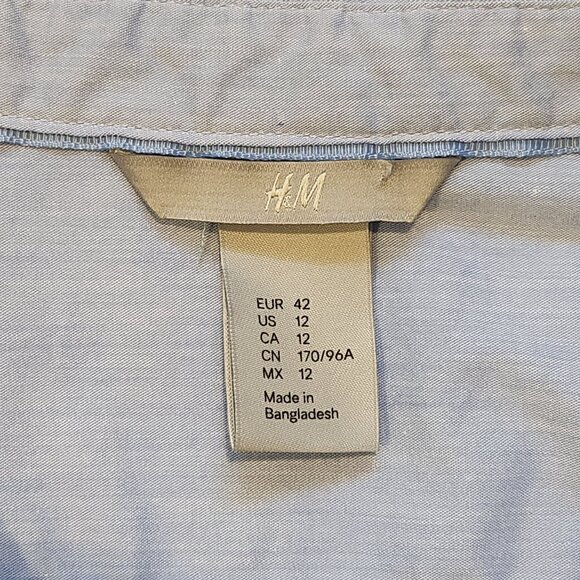 H&M
EUR 42
US 12
CA 12
CN 170/96A
MX 12
Made in
Bangladesh